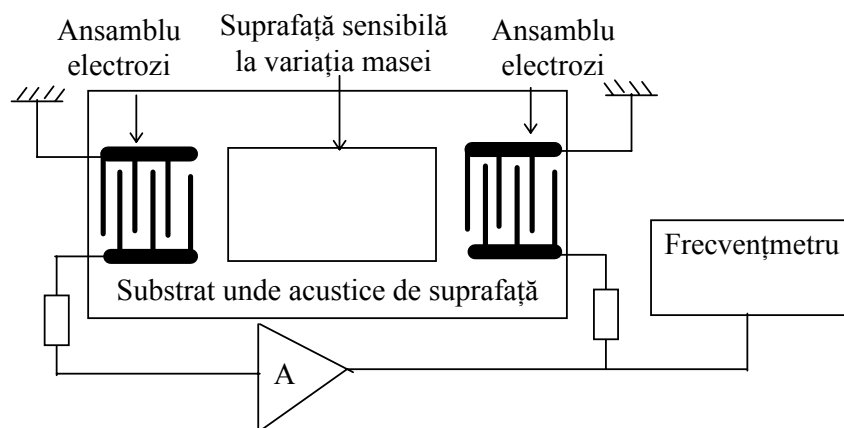 Ansamblu
electrozi
Suprafață sensibilă
la variația masei
Ansamblu
electrozi
Frecvențmetru
Substrat unde acustice de suprafață
A